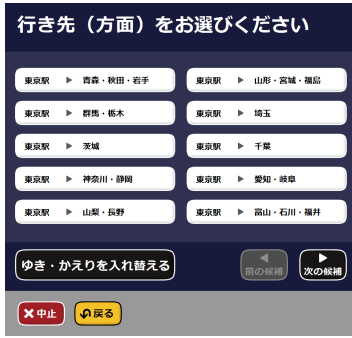 行き先（方面）をお選びください
東京駅 ▶ 青森・秋田・岩手
東京駅 ▶ 山形・宮城・福島
東京駅 ▶ 群馬・栃木
東京駅 ▶ 埼玉
東京駅 ▶ 茨城
東京駅 ▶ 千葉
東京駅 ▶ 神奈川・静岡
東京駅 ▶ 愛知・岐阜
東京駅 ▶ 山梨・長野
東京駅 ▶ 富山・石川・福井
ゆき・かえりを入れ替える
前の候補
次の候補
中止
戻る